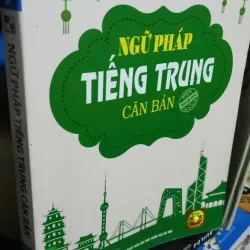 NGỮ PHÁP
TIẾNG TRUNG
CĂN BẢN
NGỮ PHÁP TIẾNG TRUNG CĂN BẢN